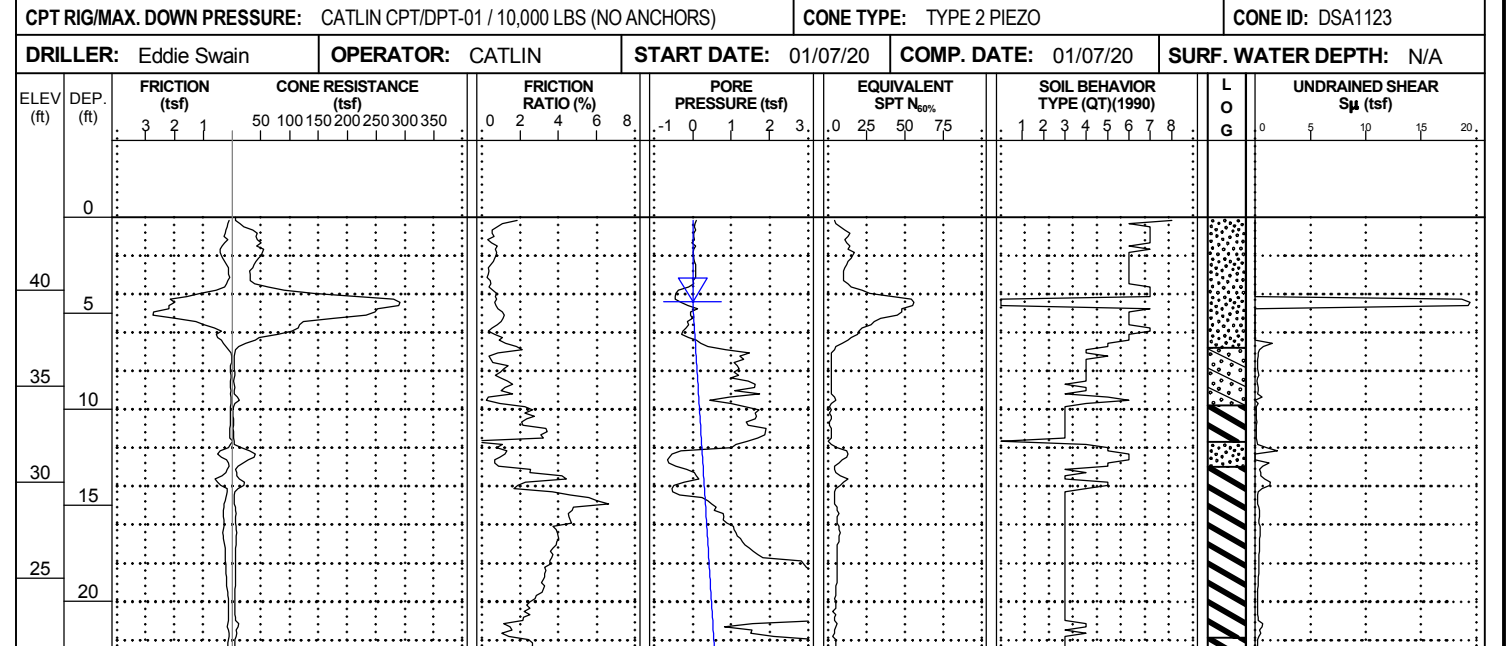 CPT RIG/MAX. DOWN PRESSURE: CATLIN CPT/DPT-01 / 10,000 LBS (NO ANCHORS) CONE TYPE: TYPE 2 PIEZO CONE ID: DSA1123
DRILLER: Eddie Swain OPERATOR: CATLIN START DATE: 01/07/20 COMP. DATE: 01/07/20 SURF. WATER DEPTH: N/A
ELEV (ft)
DEP. (ft)
FRICTION (tsf)
3 2 1
CONE RESISTANCE (tsf)
50 100 150 200 250 300 350
FRICTION RATIO (%)
0 2 4 6 8
PORE PRESSURE (tsf)
-1 0 1 2 3
EQUIVALENT SPT N60%
0 25 50 75
SOIL BEHAVIOR TYPE (QT)(1990)
1 2 3 4 5 6 7 8
LOG
UNDRAINED SHEAR Sµ (tsf)
0 5 10 15 20
0
40
5
35
10
30
15
25
20